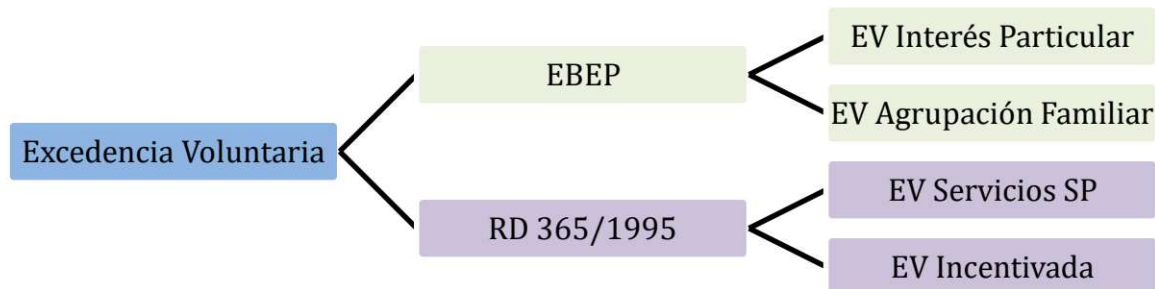 Excedencia Voluntaria
EBEP
EV Interés Particular
EV Agrupación Familiar
RD 365/1995
EV Servicios SP
EV Incentivada